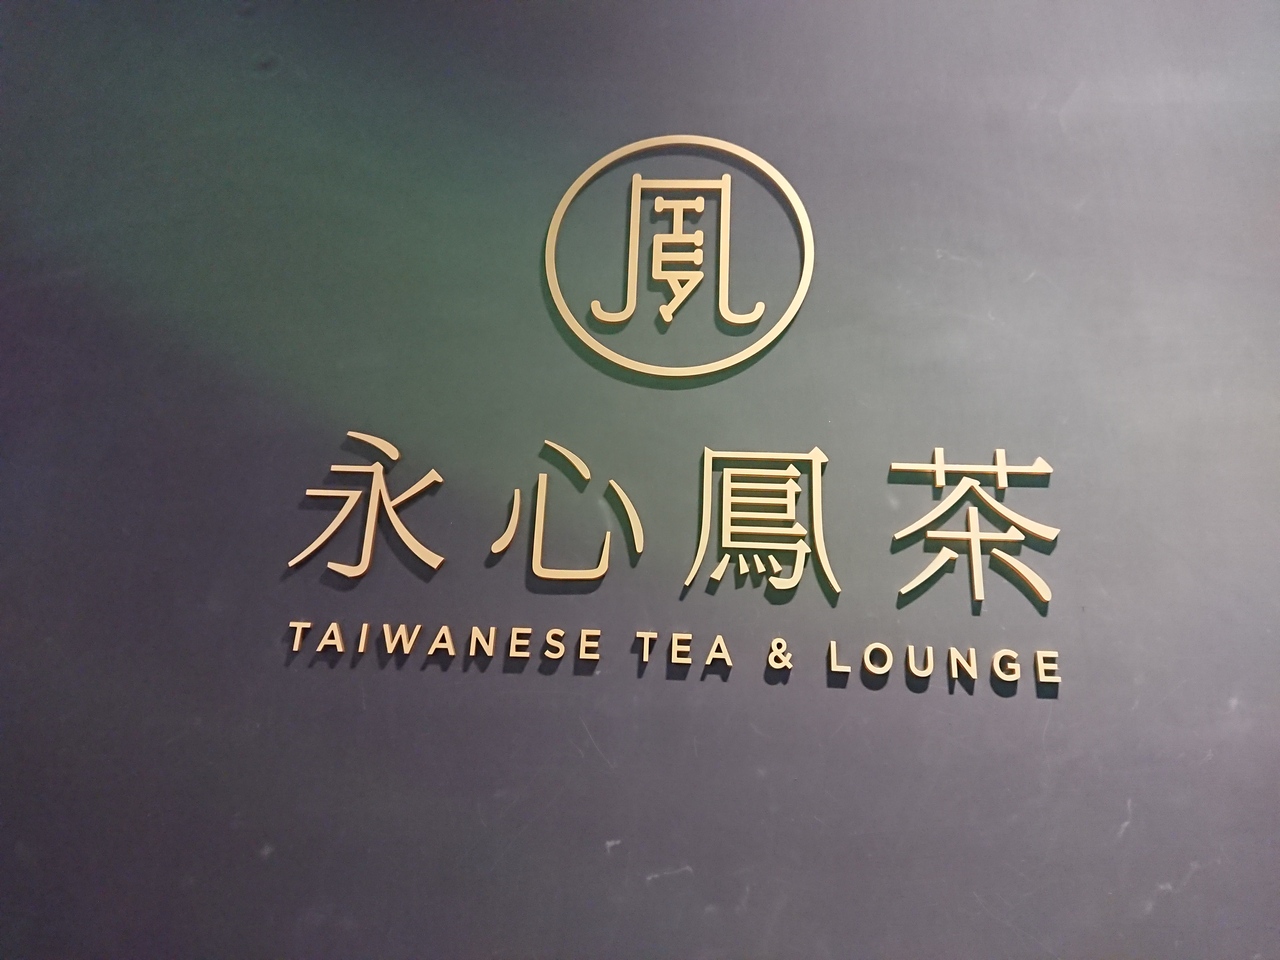 永心鳳茶
TAIWANESE TEA & LOUNGE